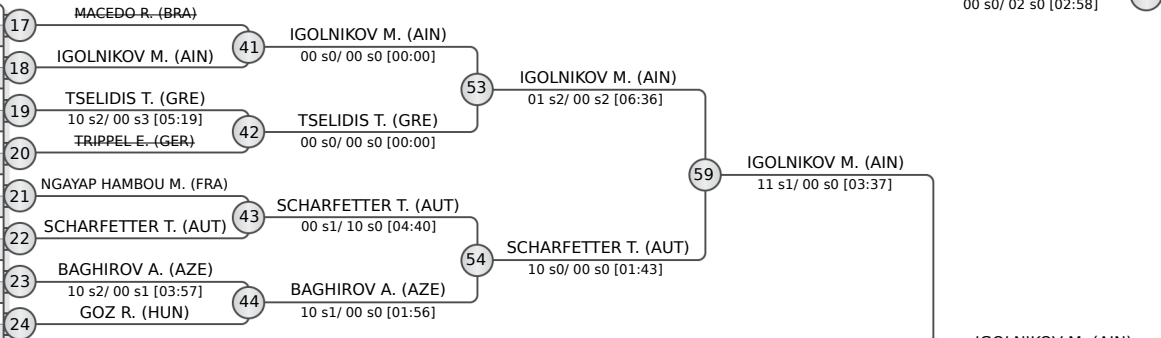 00 s0/ 02 s0 [02:58]
17
MACEDO R. (BRA)
41
IGOLNIKOV M. (AIN)
00 s0/ 00 s0 [00:00]
18
IGOLNIKOV M. (AIN)
53
IGOLNIKOV M. (AIN)
01 s2/ 00 s2 [06:36]
19
TSELIDIS T. (GRE)
10 s2/ 00 s3 [05:19]
42
TSELIDIS T. (GRE)
00 s0/ 00 s0 [00:00]
20
TRIPPEL E. (GER)
59
IGOLNIKOV M. (AIN)
11 s1/ 00 s0 [03:37]
21
NGAYAP HAMBOU M. (FRA)
43
SCHARFETTER T. (AUT)
00 s1/ 10 s0 [04:40]
22
SCHARFETTER T. (AUT)
54
SCHARFETTER T. (AUT)
10 s0/ 00 s0 [01:43]
23
BAGHIROV A. (AZE)
10 s2/ 00 s1 [03:57]
44
BAGHIROV A. (AZE)
10 s1/ 00 s0 [01:56]
24
GOZ R. (HUN)